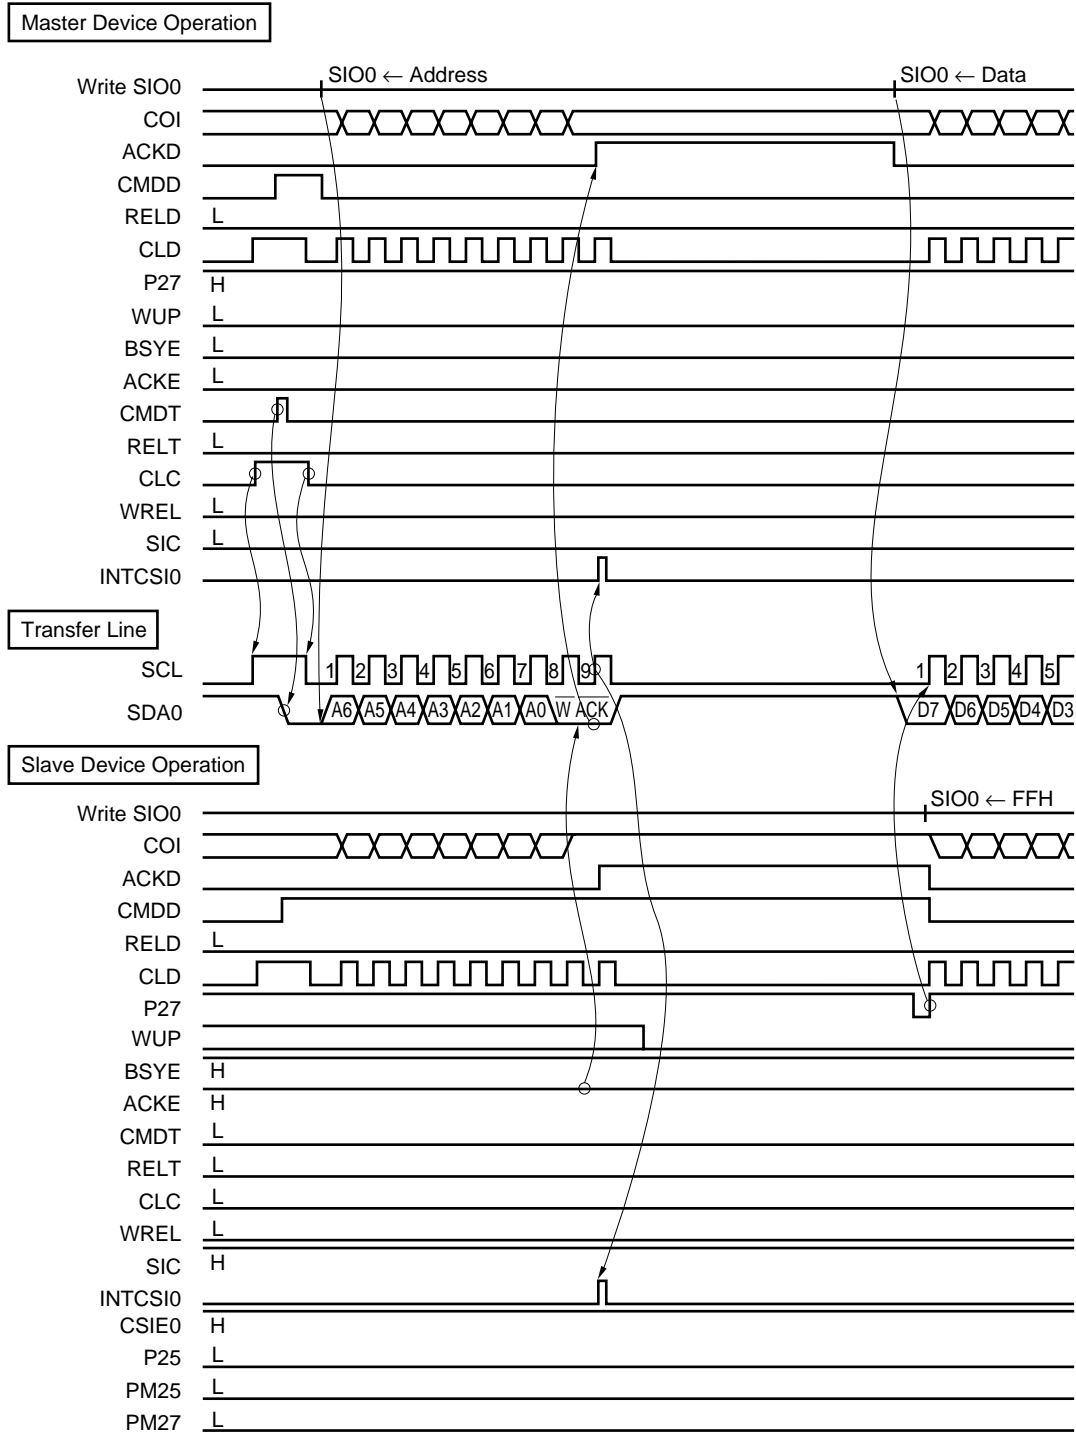 Master Device Operation
Write SIO0 SIO0 ← Address SIO0 ← Data
COI
ACKD
CMDD
RELD L
CLD
P27 H
WUP L
BSYE L
ACKE L
CMDT
RELT L
CLC
WREL L
SIC L
INTCSI0
Transfer Line
SCL 1 2 3 4 5 6 7 8 9 1 2 3 4 5
SDA0 A6 A5 A4 A3 A2 A1 A0 W ACK D7 D6 D5 D4 D3
Slave Device Operation
Write SIO0 SIO0 ← FFH
COI
ACKD
CMDD
RELD L
CLD
P27
WUP
BSYE H
ACKE H
CMDT L
RELT L
CLC L
WREL L
SIC H
INTCSI0
CSIE0 H
P25 L
PM25 L
PM27 L